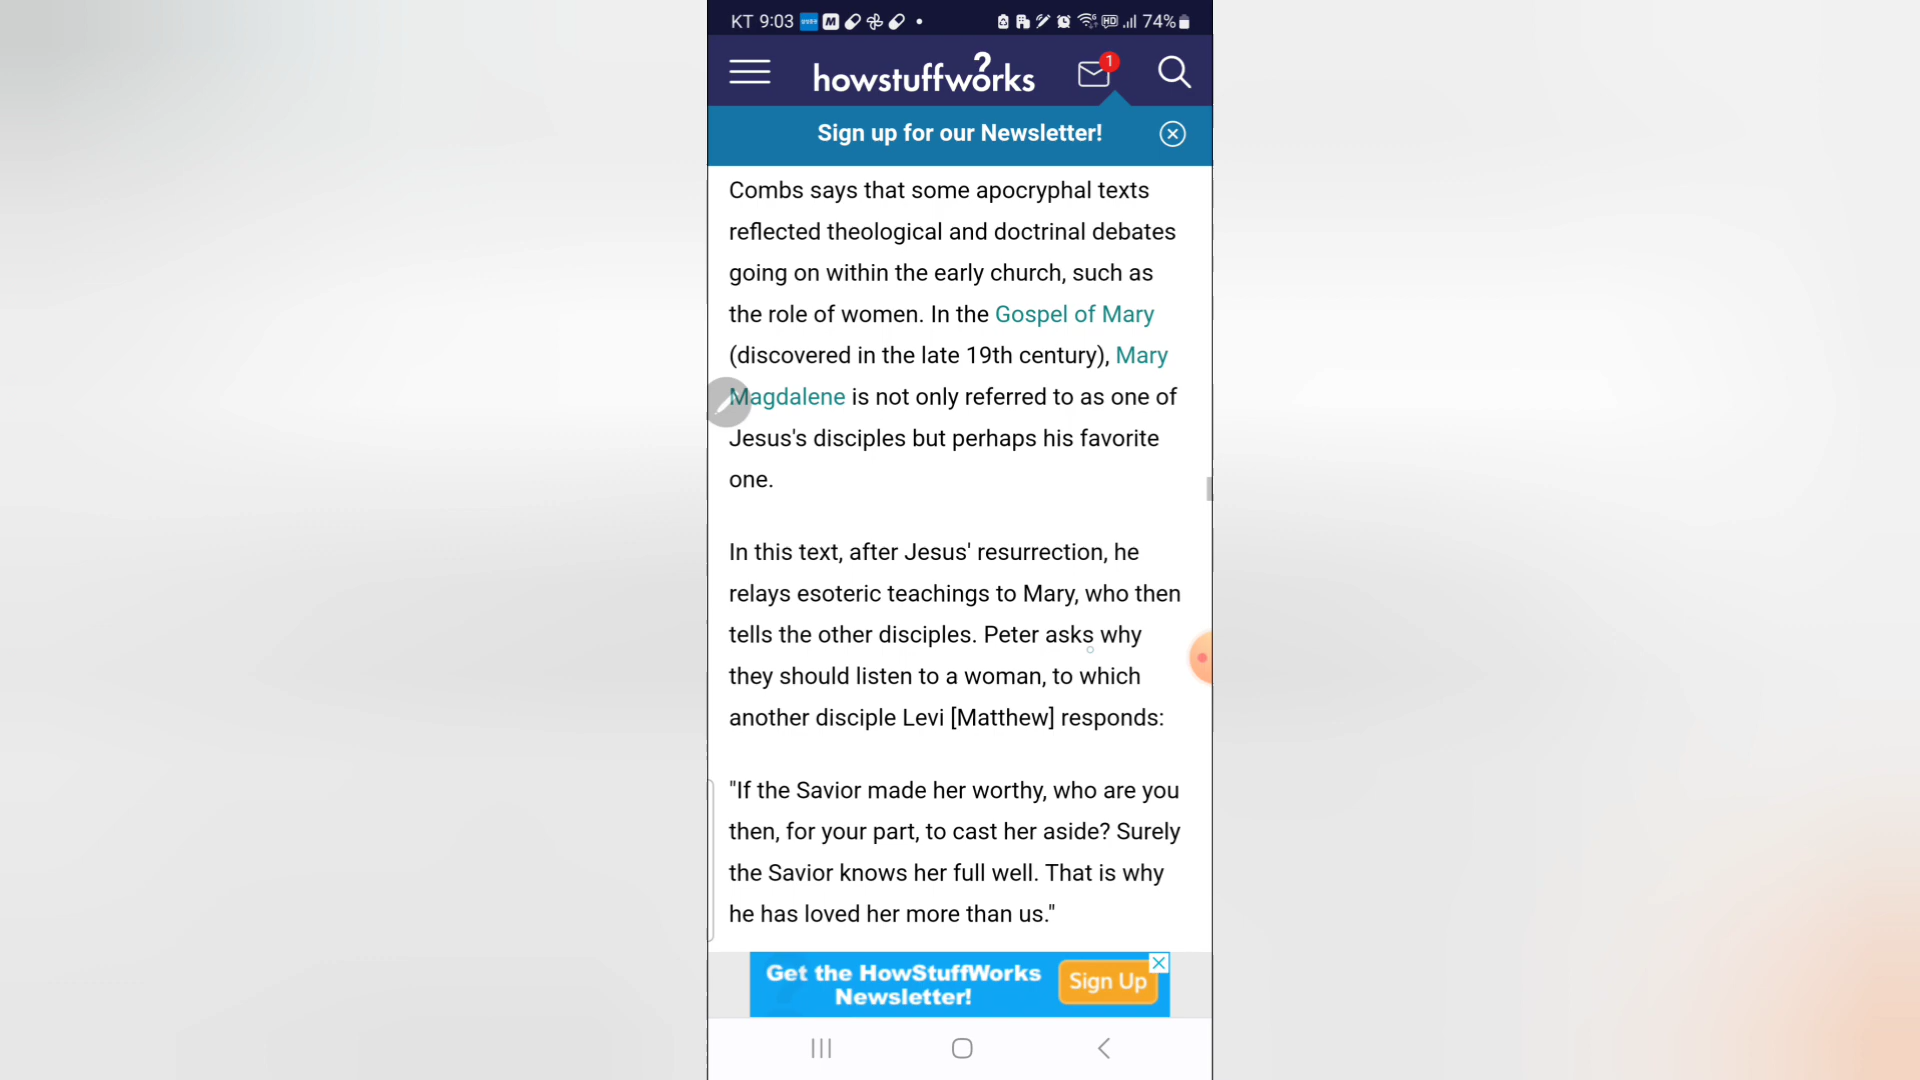 KT 9:03
74%
howstuffworks
?
1
Sign up for our Newsletter!
Combs says that some apocryphal texts
reflected theological and doctrinal debates
going on within the early church, such as
the role of women. In the Gospel of Mary
(discovered in the late 19th century), Mary
Magdalene is not only referred to as one of
Jesus's disciples but perhaps his favorite
one.
In this text, after Jesus' resurrection, he
relays esoteric teachings to Mary, who then
tells the other disciples. Peter asks why
they should listen to a woman, to which
another disciple Levi [Matthew] responds:
"If the Savior made her worthy, who are you
then, for your part, to cast her aside? Surely
the Savior knows her full well. That is why
he has loved her more than us."
Get the HowStuffWorks
Newsletter!
Sign Up